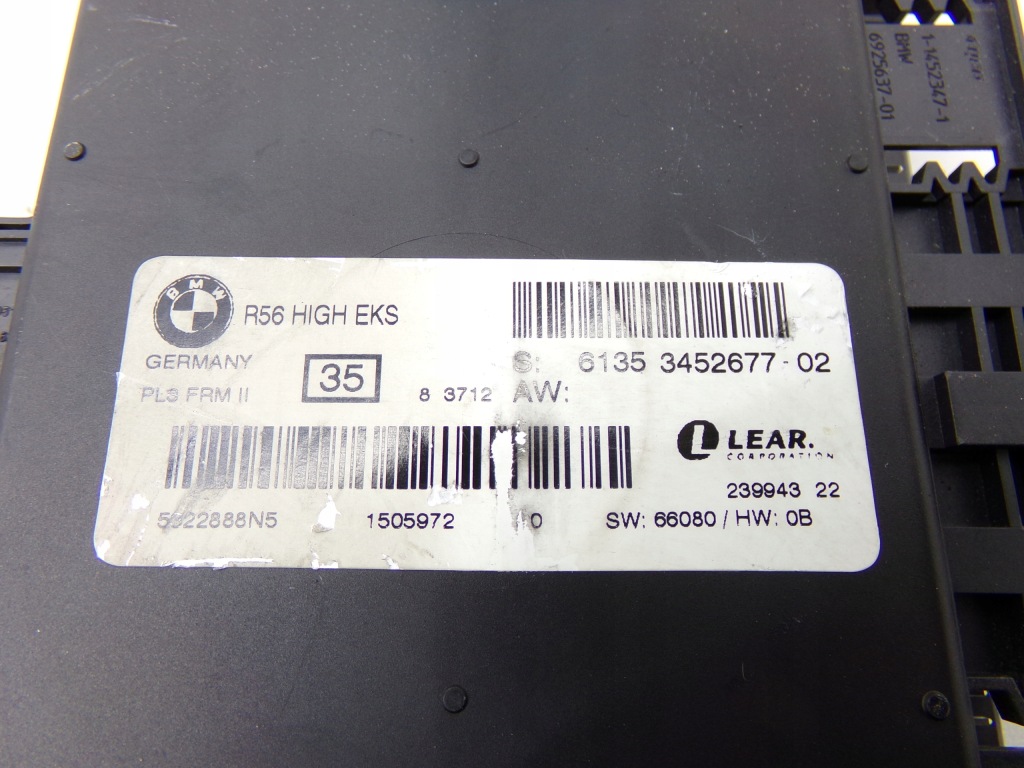 BMW
R56 HIGH EKS
GERMANY
35
PL3 FRM II
8 3712
S: 6135 3452677-02
AW:
LEAR.
CORPORATION
239943 22
1505972
0
SW: 66080 / HW: 0B
1-1452347-1
BMW
6925637-01